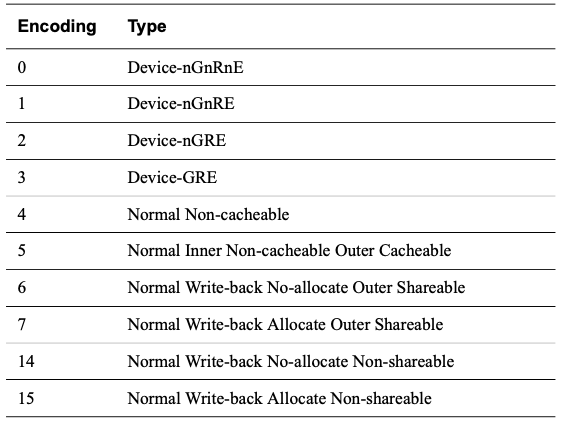 Encoding Type
0 Device-nGnRnE
1 Device-nGnRE
2 Device-nGRE
3 Device-GRE
4 Normal Non-cacheable
5 Normal Inner Non-cacheable Outer Cacheable
6 Normal Write-back No-allocate Outer Shareable
7 Normal Write-back Allocate Outer Shareable
14 Normal Write-back No-allocate Non-shareable
15 Normal Write-back Allocate Non-shareable